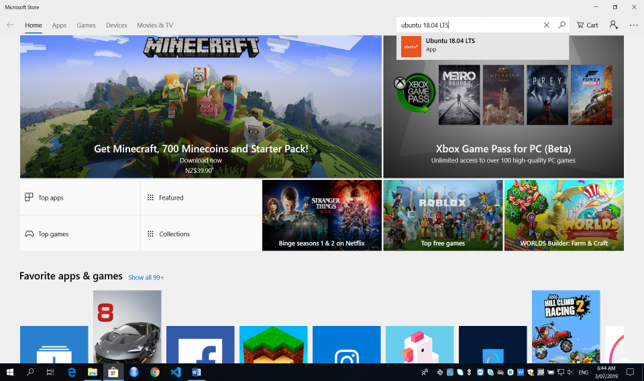 Microsoft Store
Home Apps Games Devices Movies & TV
ubuntu 18.04 LTS
Cart
Ubuntu 18.04 LTS
App
MINECRAFT
Get Minecraft, 700 Minecoins and Starter Pack!
Download now
NZ$39.90
XBOX
GAME
PASS
METRO
PREY
FORZA
Xbox Game Pass for PC (Beta)
Unlimited access to over 100 high-quality PC games
Top apps
Featured
Top games
Collections
STRANGER
THINGS
Binge seasons 1 & 2 on Netflix
ROBLOX
Top free games
WORLDS
WORLDS Builder: Farm & Craft
Favorite apps & games Show all 99+
8
HILL CLIMB
RACING 2
ENG
6:44 AM
3/07/2019